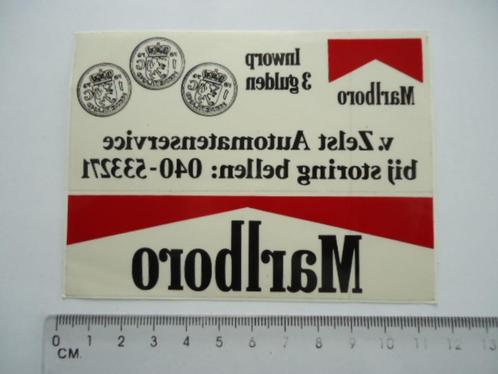 Inworp
3 gulden
Marlboro
v.Zelst Automatenservice
bij storing bellen: 040-533271
Marlboro
0 1 2 3 4 5 6 7 8 9 10 11 12 13
CM.